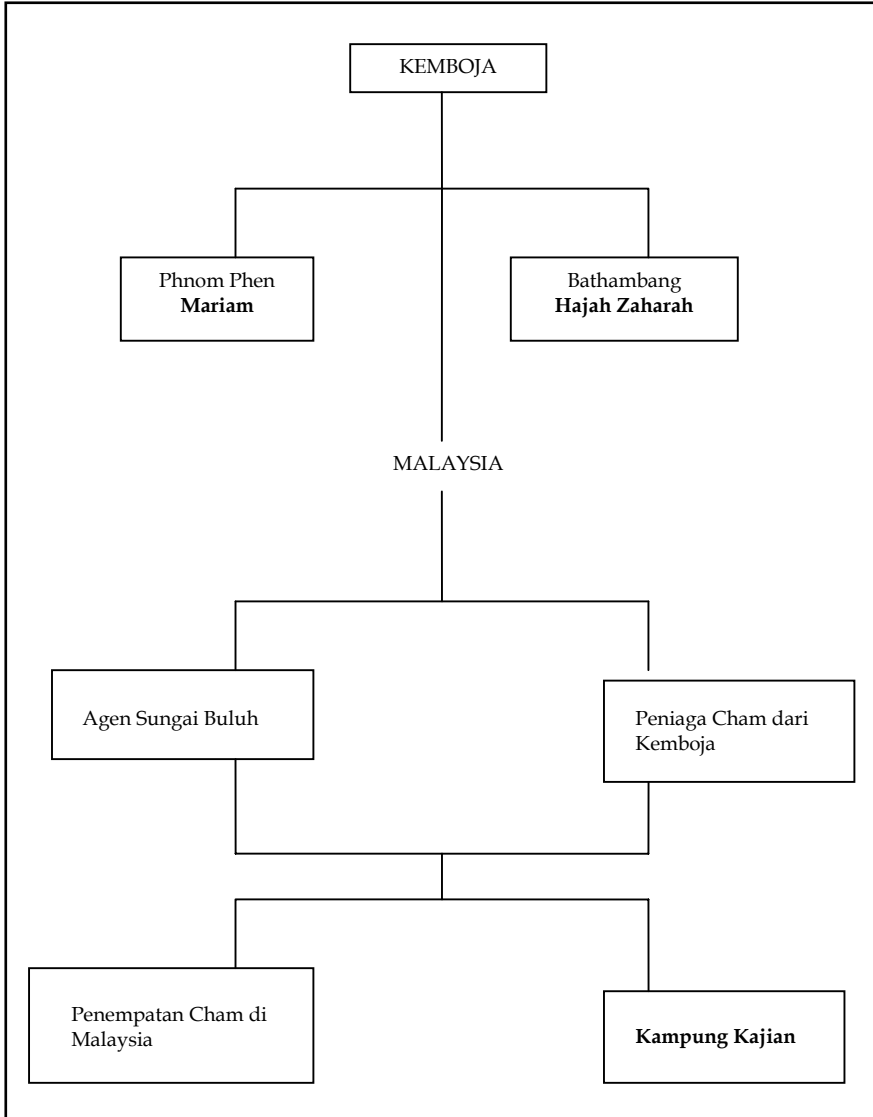 KEMBOJA
Phnom Phen
Mariam
Bathambang
Hajah Zaharah
MALAYSIA
Agen Sungai Buluh
Peniaga Cham dari
Kemboja
Penempatan Cham di
Malaysia
Kampung Kajian